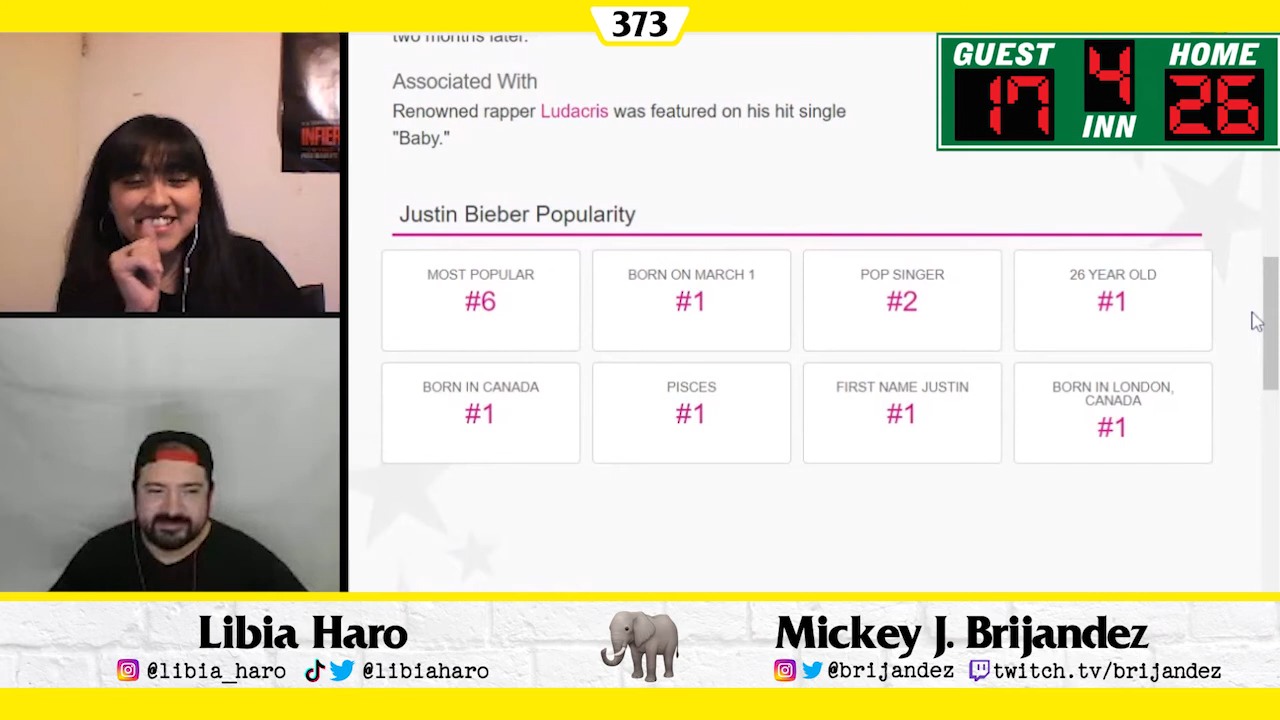 373
two months later.
Associated With
Renowned rapper Ludacris was featured on his hit single
"Baby."
GUEST 4 HOME
17 INN 26
Justin Bieber Popularity
MOST POPULAR
#6
BORN ON MARCH 1
#1
POP SINGER
#2
26 YEAR OLD
#1
BORN IN CANADA
#1
PISCES
#1
FIRST NAME JUSTIN
#1
BORN IN LONDON,
CANADA
#1
Libia Haro
@libia_haro @libiaharo
Mickey J. Brijandez
@brijandez twitch.tv/brijandez